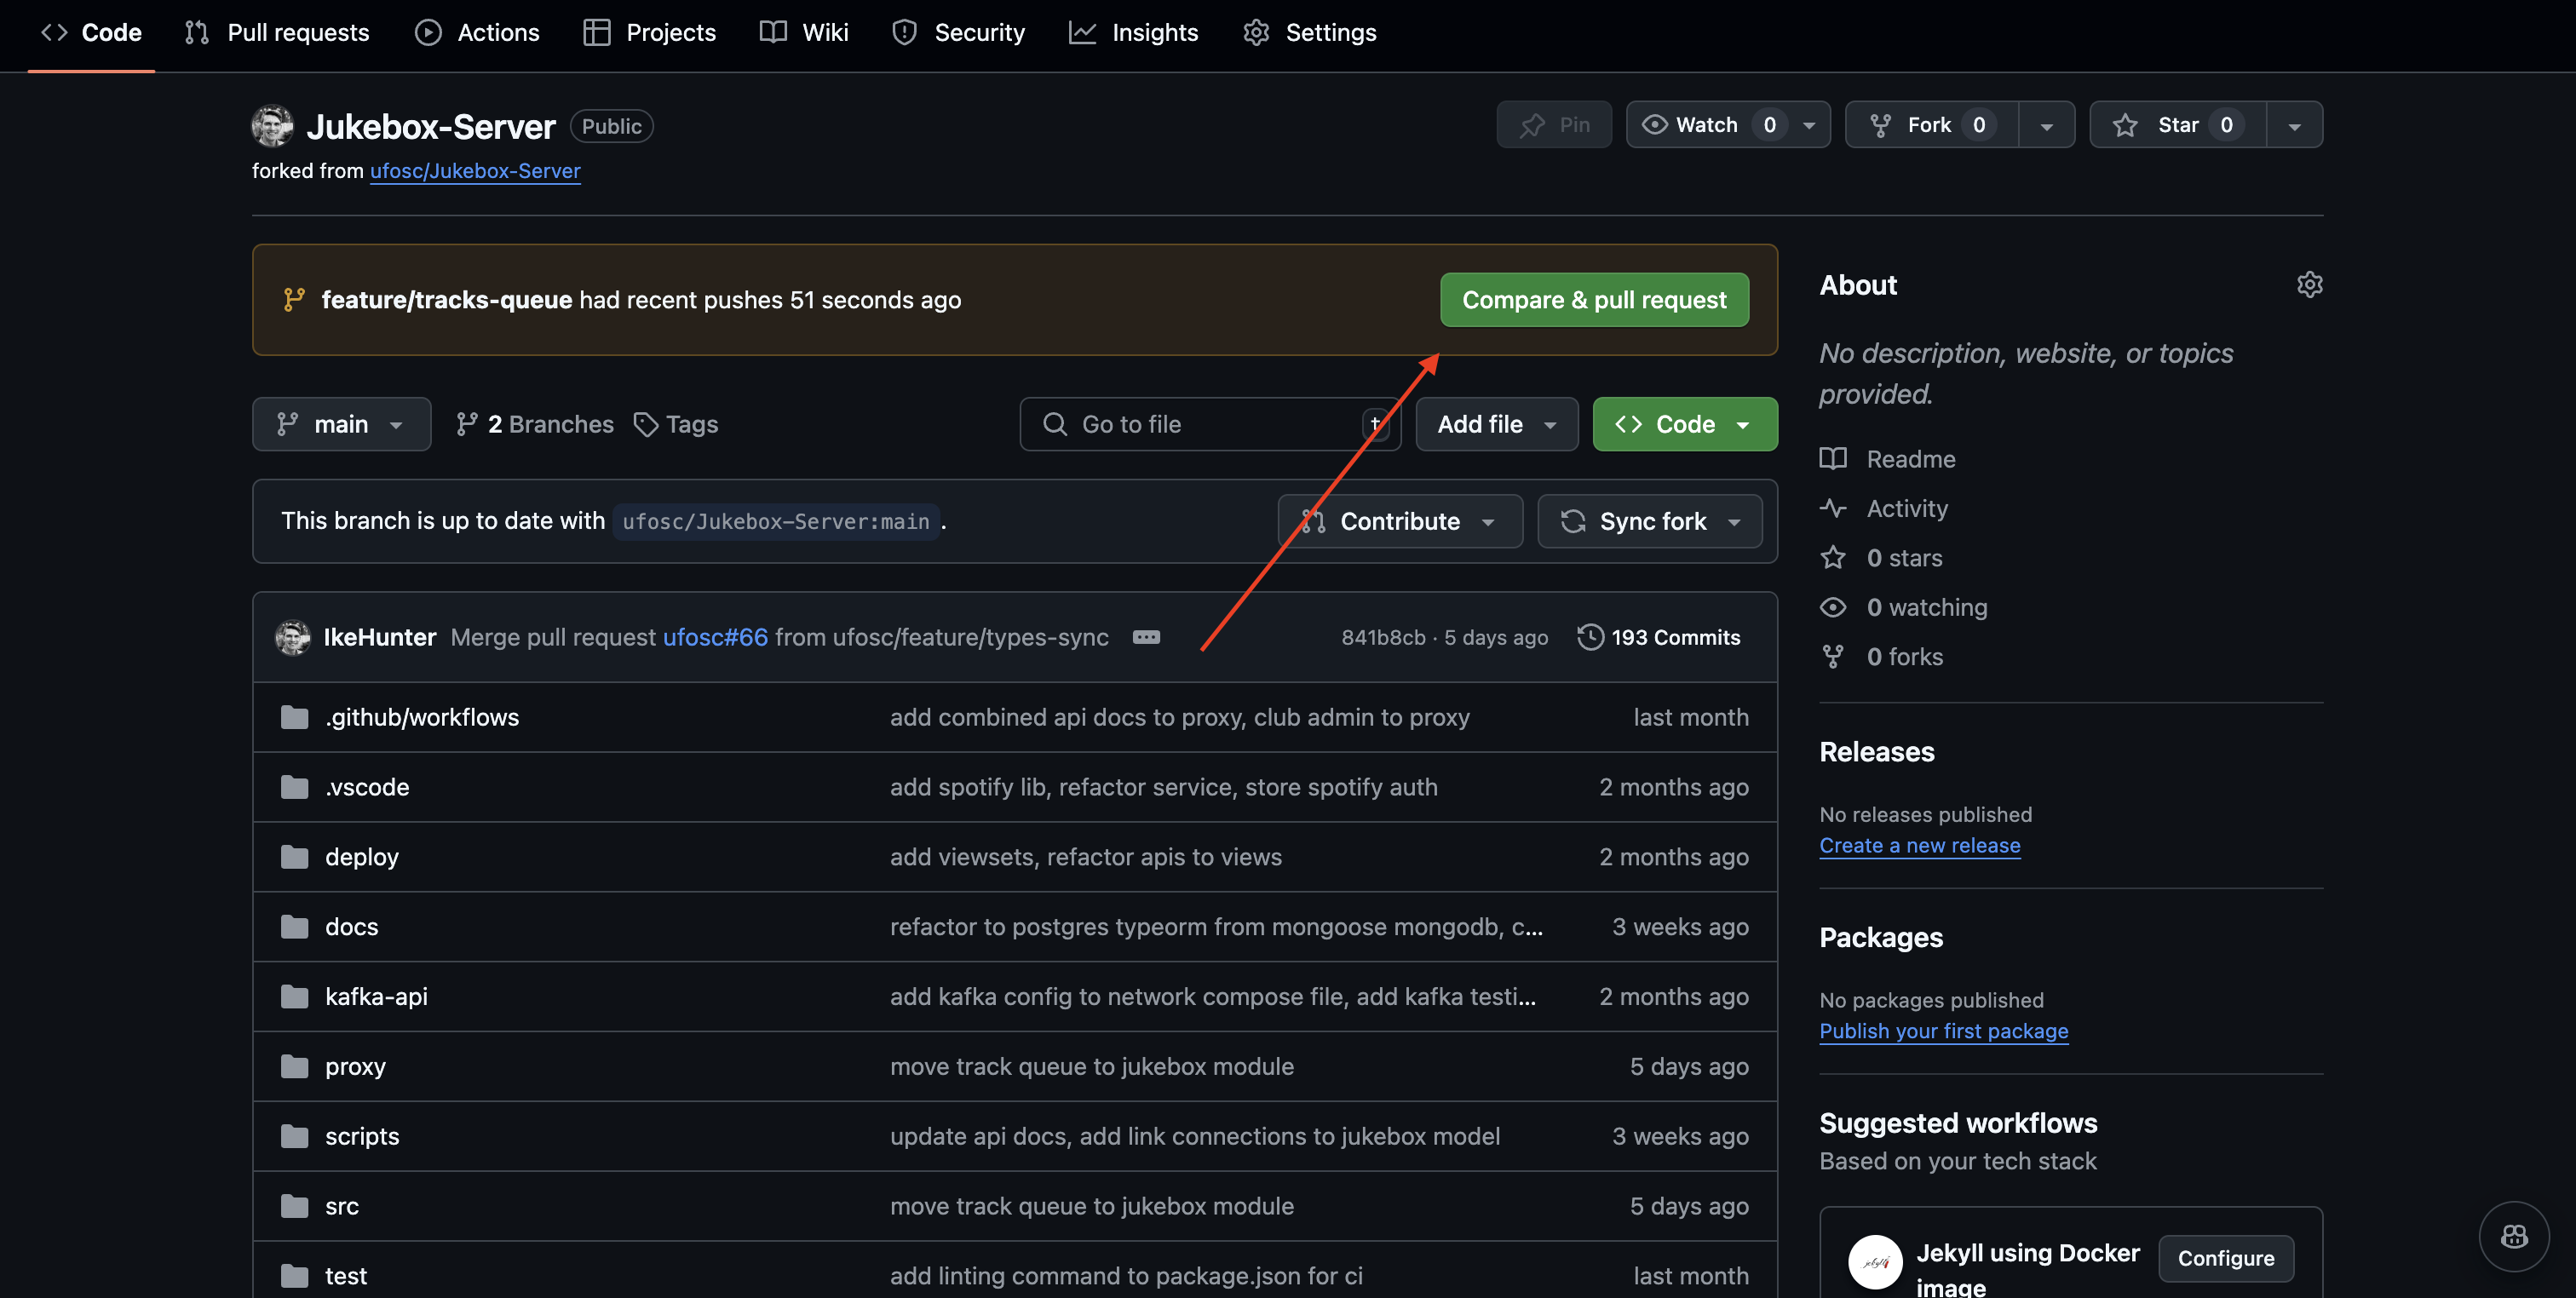 Code Pull requests Actions Projects Wiki Security Insights Settings
Jukebox-Server Public
Pin Watch 0 Fork 0 Star 0
forked from ufosc/Jukebox-Server
feature/tracks-queue had recent pushes 51 seconds ago
Compare & pull request
main 2 Branches Tags
Go to file t Add file Code
This branch is up to date with ufosc/Jukebox-Server:main .
Contribute Sync fork
IkeHunter Merge pull request ufosc#66 from ufosc/feature/types-sync 841b8cb · 5 days ago 193 Commits
.github/workflows add combined api docs to proxy, club admin to proxy last month
.vscode add spotify lib, refactor service, store spotify auth 2 months ago
deploy add viewsets, refactor apis to views 2 months ago
docs refactor to postgres typeorm from mongoose mongodb, c... 3 weeks ago
kafka-api add kafka config to network compose file, add kafka testi... 2 months ago
proxy move track queue to jukebox module 5 days ago
scripts update api docs, add link connections to jukebox model 3 weeks ago
src move track queue to jukebox module 5 days ago
test add linting command to package.json for ci last month
About
No description, website, or topics
provided.
Readme
Activity
0 stars
0 watching
0 forks
Releases
No releases published
Create a new release
Packages
No packages published
Publish your first package
Suggested workflows
Based on your tech stack
jekyll
Jekyll using Docker
image
Configure